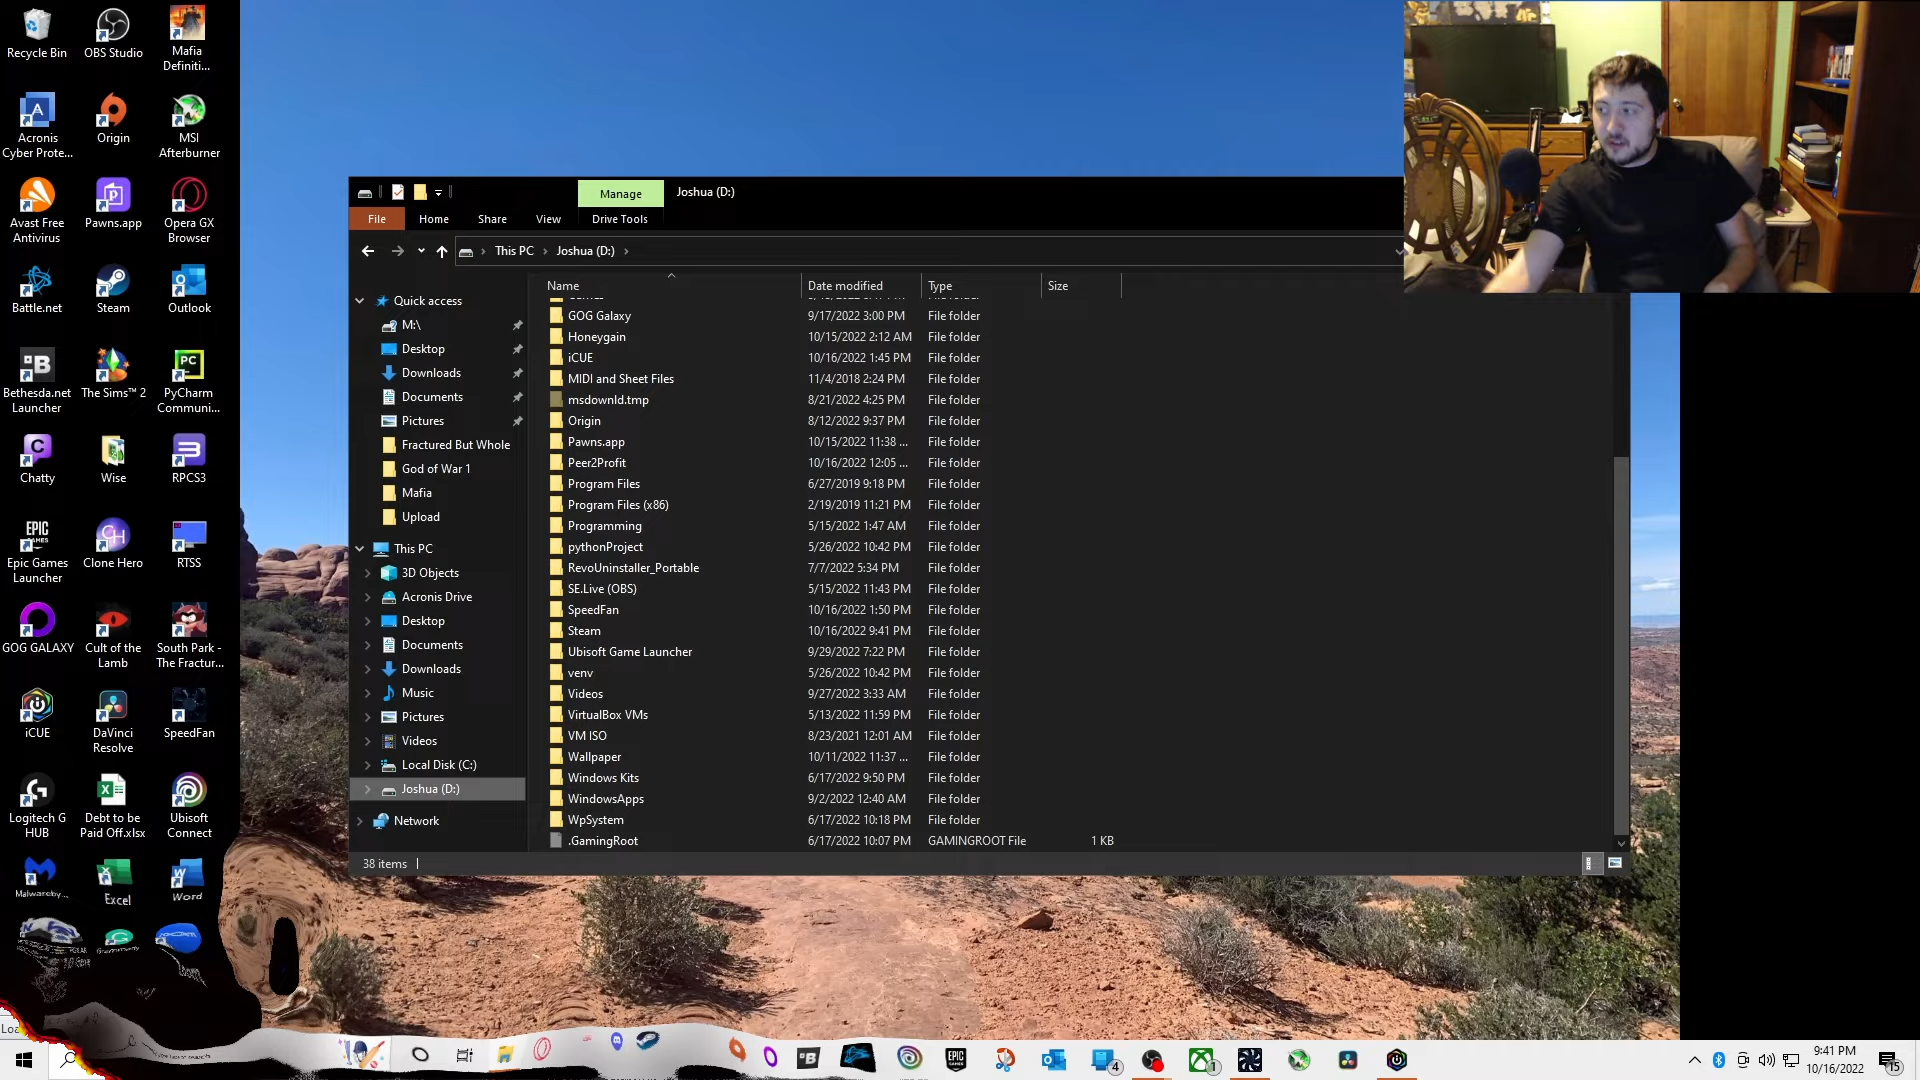 Recycle Bin
OBS Studio
Mafia
Definiti...
Acronis
Cyber Prote...
Origin
MSI
Afterburner
Avast Free
Antivirus
Pawns.app
Opera GX
Browser
Battle.net
Steam
Outlook
Bethesda.net
Launcher
The Sims™ 2
PyCharm
Communi...
Chatty
Wise
RPCS3
Epic Games
Launcher
Clone Hero
RTSS
GOG GALAXY
Cult of the
Lamb
South Park -
The Fractur...
iCUE
DaVinci
Resolve
SpeedFan
Logitech G
HUB
Debt to be
Paid Off.xlsx
Ubisoft
Connect
Malwareby...
Excel
Word
Manage
Joshua (D:)
File
Home
Share
View
Drive Tools
This PC
Joshua (D:)
Quick access
M:\
Desktop
Downloads
Documents
Pictures
Fractured But Whole
God of War 1
Mafia
Upload
This PC
3D Objects
Acronis Drive
Desktop
Documents
Downloads
Music
Pictures
Videos
Local Disk (C:)
Joshua (D:)
Network
Name Date modified Type Size
GOG Galaxy 9/17/2022 3:00 PM File folder
Honeygain 10/15/2022 2:12 AM File folder
iCUE 10/16/2022 1:45 PM File folder
MIDI and Sheet Files 11/4/2018 2:24 PM File folder
msdownld.tmp 8/21/2022 4:25 PM File folder
Origin 8/12/2022 9:37 PM File folder
Pawns.app 10/15/2022 11:38 ... File folder
Peer2Profit 10/16/2022 12:05 ... File folder
Program Files 6/27/2019 9:18 PM File folder
Program Files (x86) 2/19/2019 11:21 PM File folder
Programming 5/15/2022 1:47 AM File folder
pythonProject 5/26/2022 10:42 PM File folder
RevoUninstaller_Portable 7/7/2022 5:34 PM File folder
SE.Live (OBS) 5/15/2022 11:43 PM File folder
SpeedFan 10/16/2022 1:50 PM File folder
Steam 10/16/2022 9:41 PM File folder
Ubisoft Game Launcher 9/29/2022 7:22 PM File folder
venv 5/26/2022 10:42 PM File folder
Videos 9/27/2022 3:33 AM File folder
VirtualBox VMs 5/13/2022 11:59 PM File folder
VM ISO 8/23/2021 12:01 AM File folder
Wallpaper 10/11/2022 11:37 ... File folder
Windows Kits 6/17/2022 9:50 PM File folder
WindowsApps 9/2/2022 12:40 AM File folder
WpSystem 6/17/2022 10:18 PM File folder
.GamingRoot 6/17/2022 10:07 PM GAMINGROOT File 1 KB
38 items
9:41 PM
10/16/2022
15